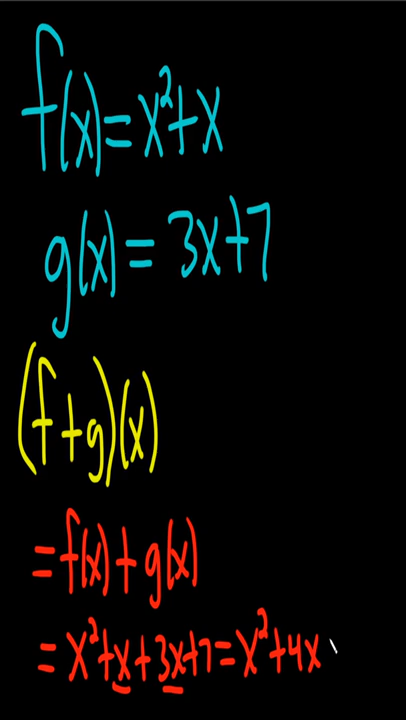 f(x) = x²+x
g(x) = 3x+7
(f+g)(x)
= f(x) + g(x)
= x²+x+3x+7 = x²+4x